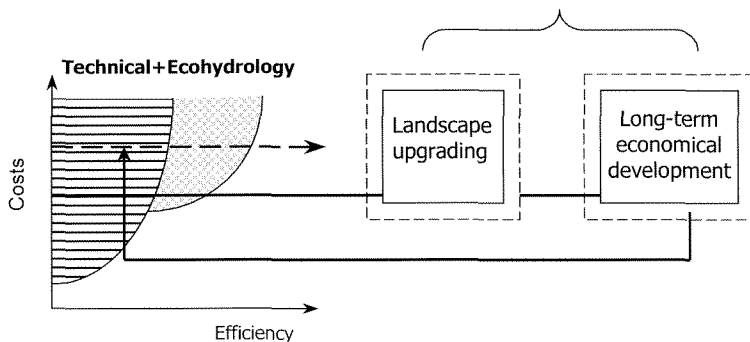 Technical+Ecohydrology
Costs
Efficiency
Landscape
upgrading
Long-term
economical
development